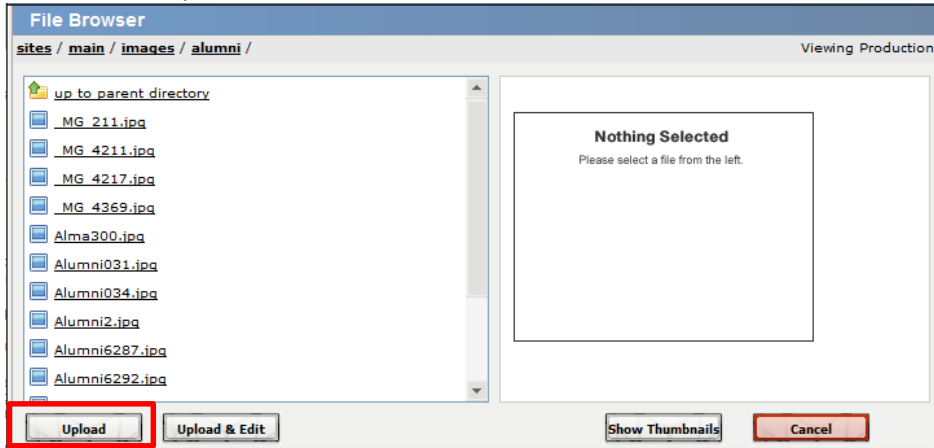 File Browser
sites / main / images / alumni /
Viewing Production
up to parent directory
_MG_211.jpg
_MG_4211.jpg
_MG_4217.jpg
_MG_4369.jpg
Alma300.jpg
Alumni031.jpg
Alumni034.jpg
Alumni2.jpg
Alumni6287.jpg
Alumni6292.jpg
Nothing Selected
Please select a file from the left.
Upload
Upload & Edit
Show Thumbnails
Cancel